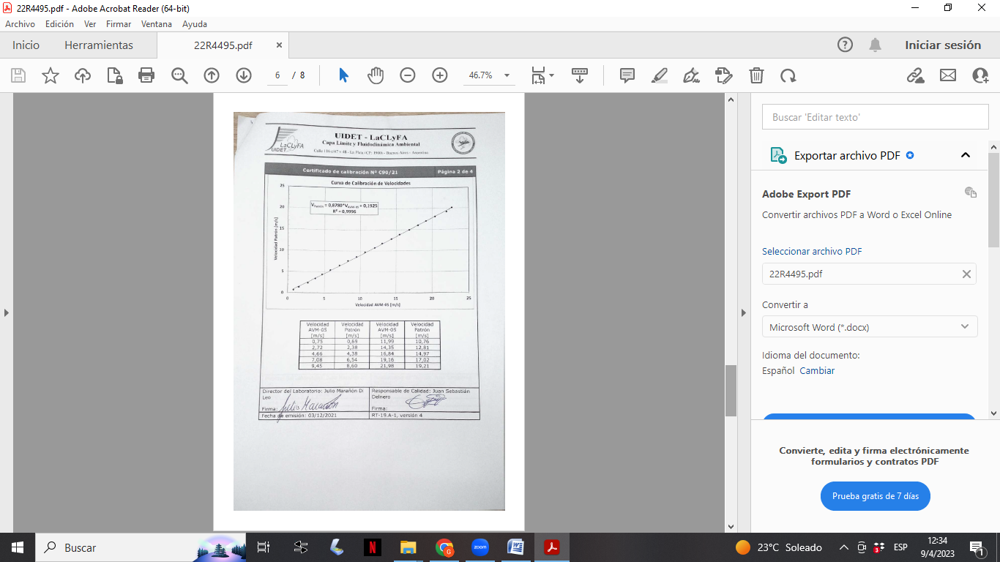 22R4495.pdf - Adobe Acrobat Reader (64-bit)
Archivo Edición Ver Firmar Ventana Ayuda
Inicio Herramientas 22R4495.pdf Iniciar sesión
6 / 8 46.7%
UIDET - LaCLyFA
Capa Límite y Fluidodinámica Ambiental
LaCLyFA
UIDET
Calle 116 e/47 y 48 - La Plata (CP: 1900) - Buenos Aires - Argentina
Certificado de calibración Nº C90/21 Página 2 de 4
Curva de Calibración de Velocidades
V Patrón = 0,8780*V AVM-05 + 0,1925
R² = 0,9996
Velocidad Patrón [m/s]
25
20
15
10
5
0
0 5 10 15 20 25
Velocidad AVM-05 [m/s]
Velocidad AVM-05 [m/s] Velocidad Patrón [m/s] Velocidad AVM-05 [m/s] Velocidad Patrón [m/s]
0,75 0,69 11,99 10,76
2,72 2,38 14,35 12,81
4,66 4,38 16,84 14,97
7,08 6,54 19,16 17,02
9,45 8,60 21,98 19,21
Director del Laboratorio: Julio Marañón Di Leo
Responsable de Calidad: Juan Sebastián Delnero
Firma: Julio Marañón
Firma:
Fecha de emisión: 03/12/2021 RT-19.A-1, versión 4
Buscar 'Editar texto'
Exportar archivo PDF
Adobe Export PDF
Convertir archivos PDF a Word o Excel Online
Seleccionar archivo PDF
22R4495.pdf
Convertir a
Microsoft Word (*.docx)
Idioma del documento:
Español Cambiar
Convierte, edita y firma electrónicamente
formularios y contratos PDF
Prueba gratis de 7 días
Buscar
zoom
23°C Soleado
ESP
12:34
9/4/2023